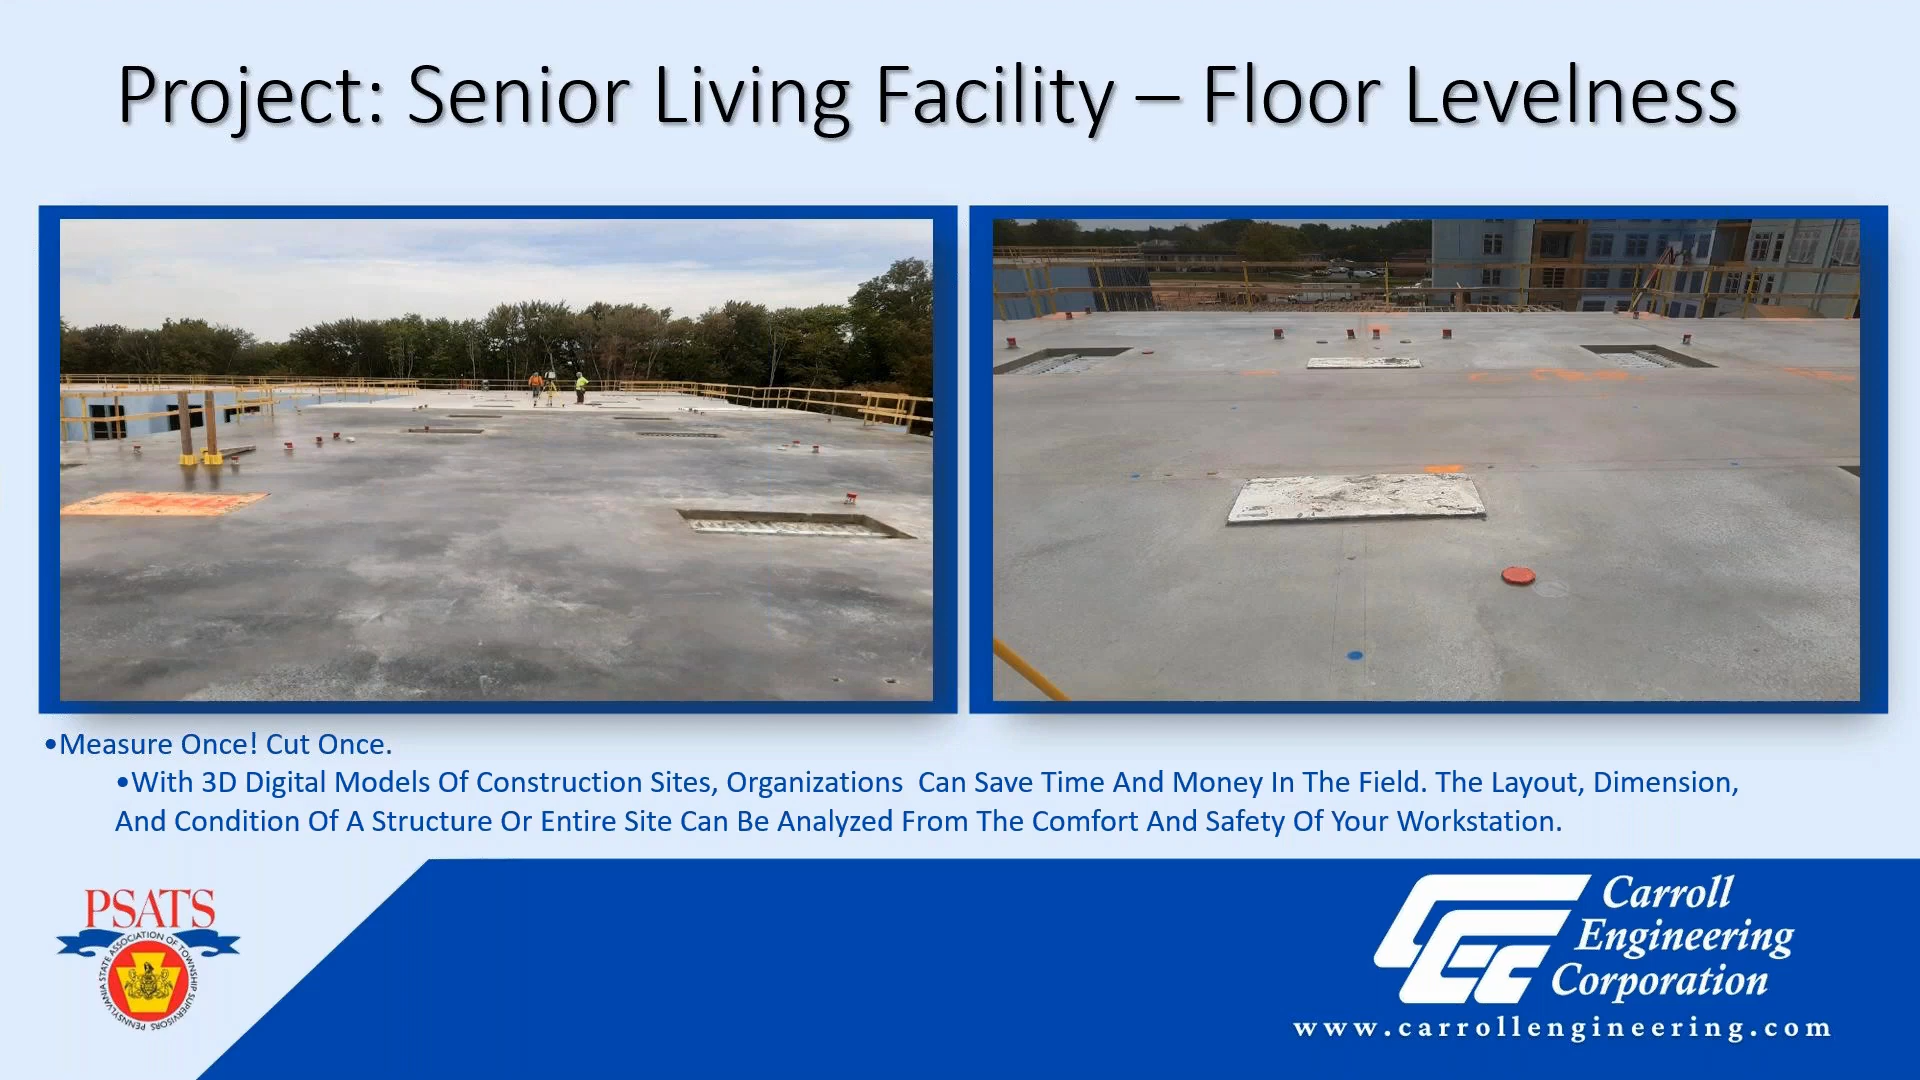 Project: Senior Living Facility – Floor Levelness
•Measure Once! Cut Once.
•With 3D Digital Models Of Construction Sites, Organizations  Can Save Time And Money In The Field. The Layout, Dimension,
And Condition Of A Structure Or Entire Site Can Be Analyzed From The Comfort And Safety Of Your Workstation.
PSATS
PENNSYLVANIA STATE ASSOCIATION OF TOWNSHIP SUPERVISORS
Carroll
Engineering
Corporation
www.carrollengineering.com